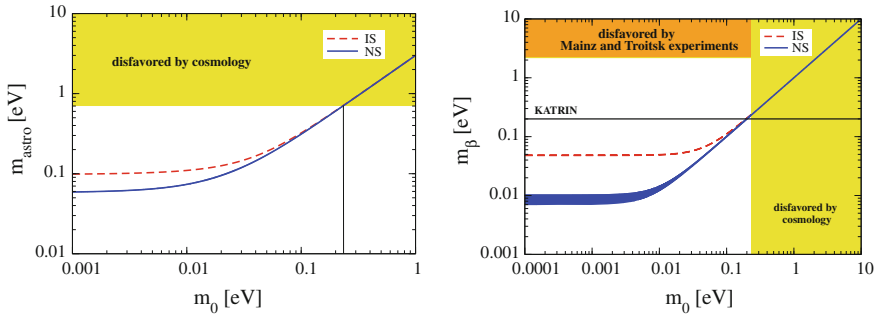 10
1
0.1
0.01
0.001
0.01
0.1
1
m_astro [eV]
m_0 [eV]
disfavored by cosmology
IS
NS
10
1
0.1
0.01
0.001
0.0001
0.001
0.01
0.1
1
10
m_β [eV]
m_0 [eV]
disfavored by
Mainz and Troitsk experiments
IS
NS
KATRIN
disfavored by
cosmology